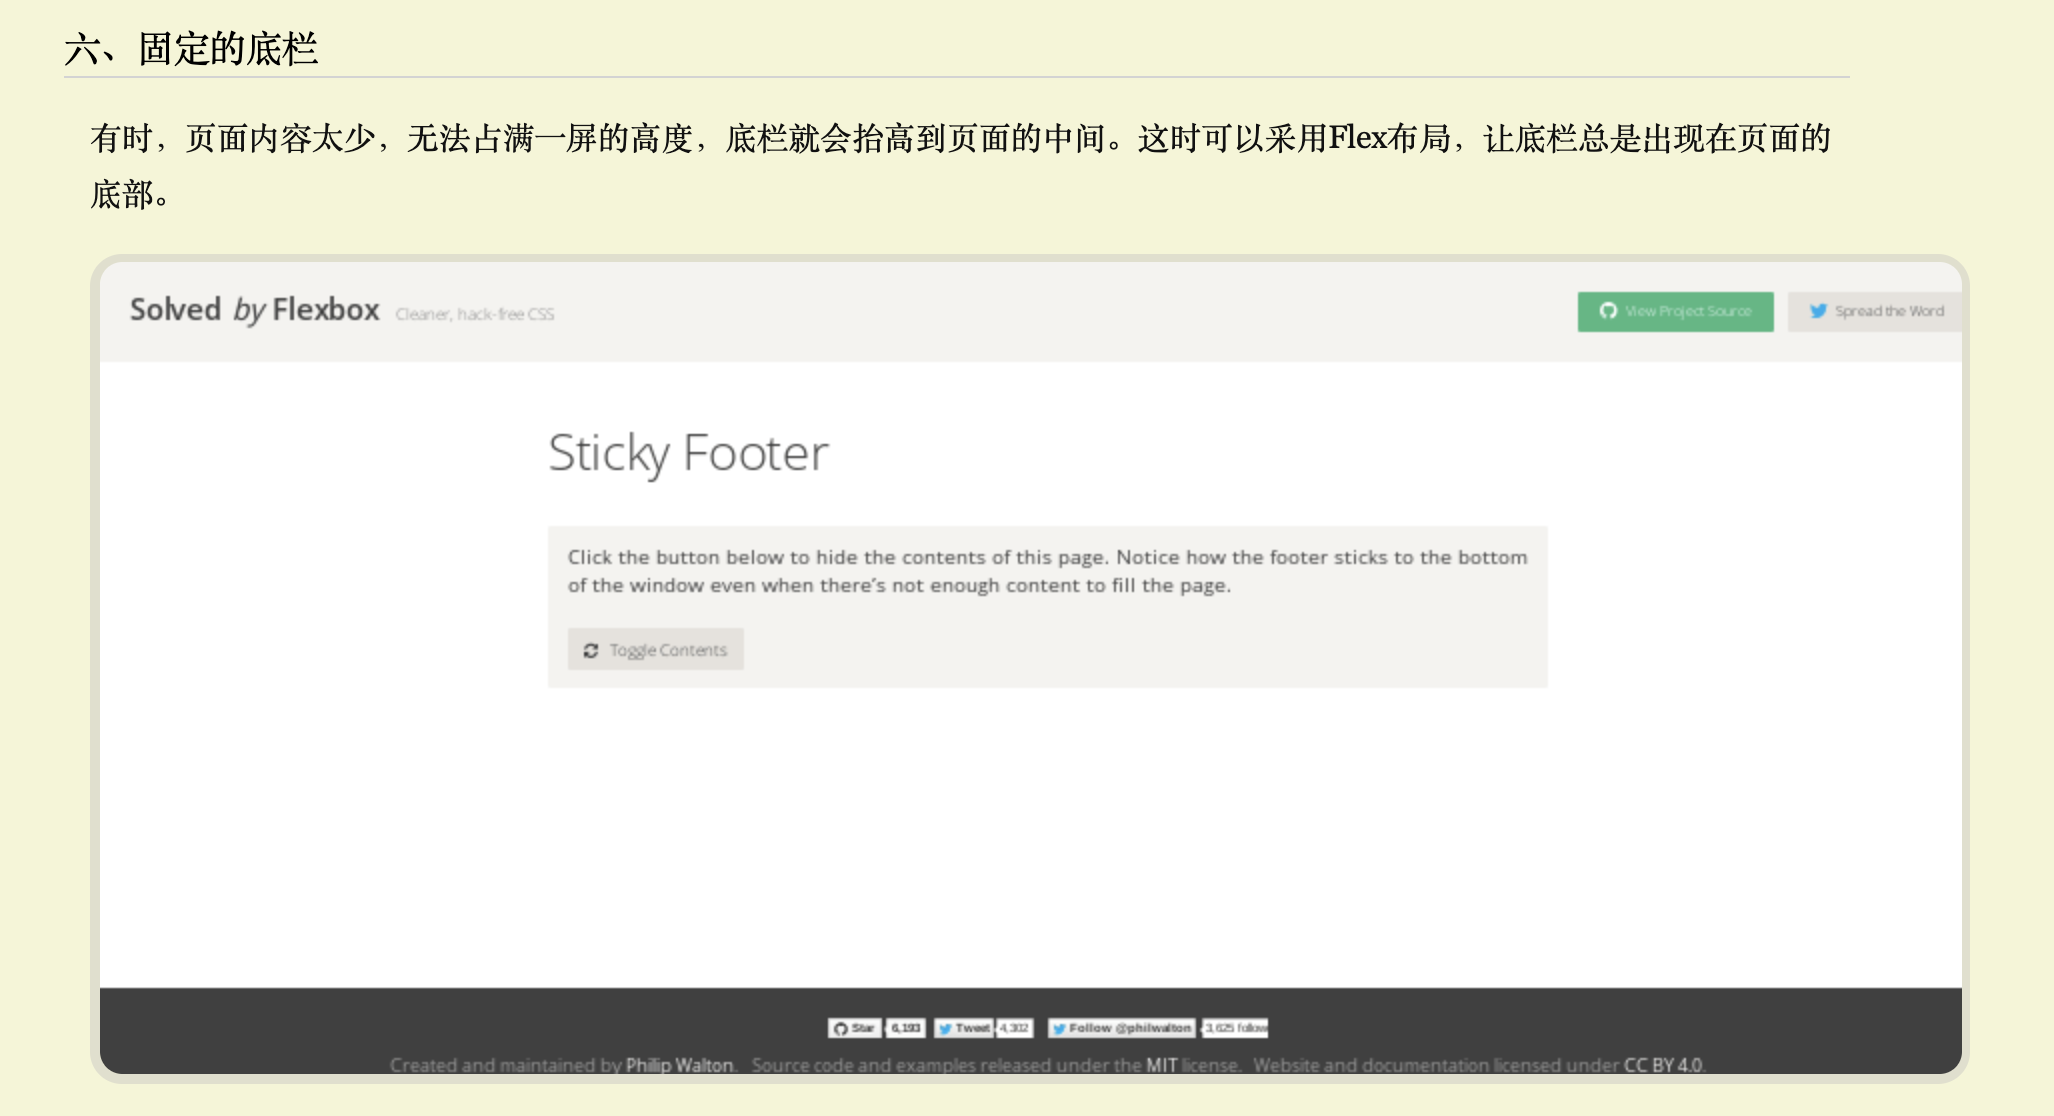 六、固定的底栏
有时，页面内容太少，无法占满一屏的高度，底栏就会抬高到页面的中间。这时可以采用Flex布局，让底栏总是出现在页面的
底部。
Solved by Flexbox Cleaner, hack-free CSS View Project Source Spread the Word
Sticky Footer
Click the button below to hide the contents of this page. Notice how the footer sticks to the bottom
of the window even when there's not enough content to fill the page.
Toggle Contents
Star 6,193 Tweet 4,302 Follow @philwalton 3,625 follow
Created and maintained by Philip Walton. Source code and examples released under the MIT license. Website and documentation licensed under CC BY 4.0.